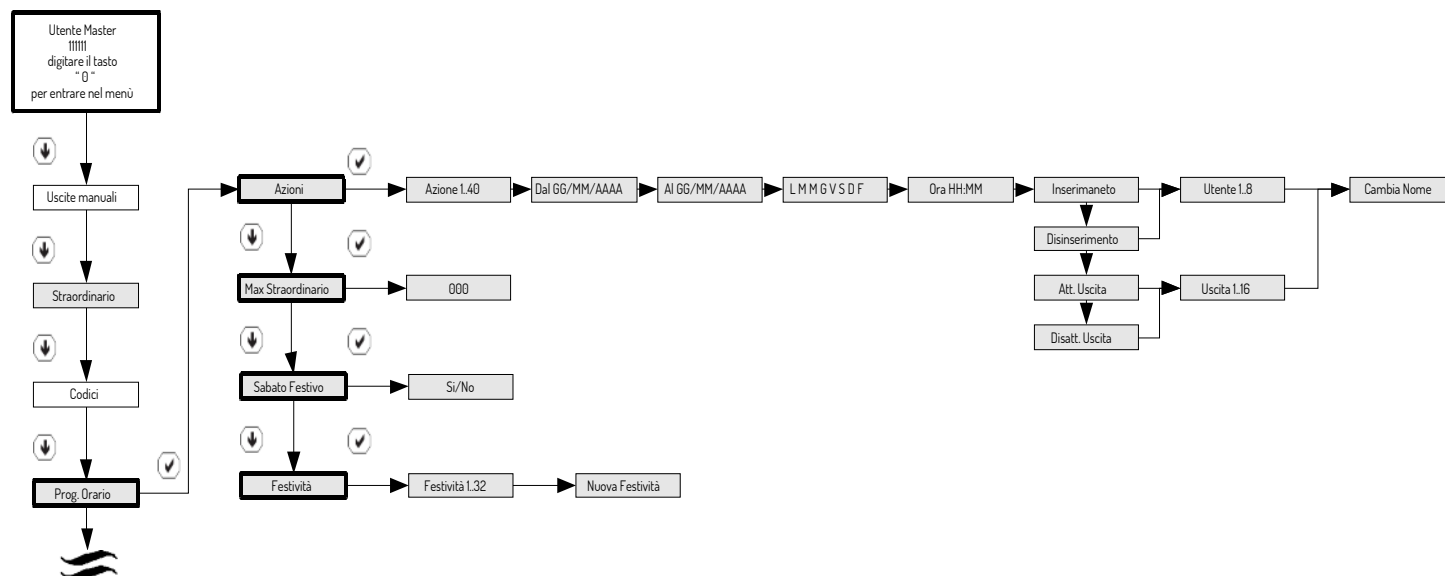 Utente Master
111111
digitare il tasto
“ 0 “
per entrare nel menù
Uscite manuali
Straordinario
Codici
Prog. Orario
Azioni
Azione 1..40
Dal GG/MM/AAAA
Al GG/MM/AAAA
L M M G V S D F
Ora HH:MM
Inserimaneto
Utente 1..8
Cambia Nome
Disinserimento
Max Straordinario
000
Att. Uscita
Uscita 1..16
Disatt. Uscita
Sabato Festivo
Si/No
Festività
Festività 1..32
Nuova Festività